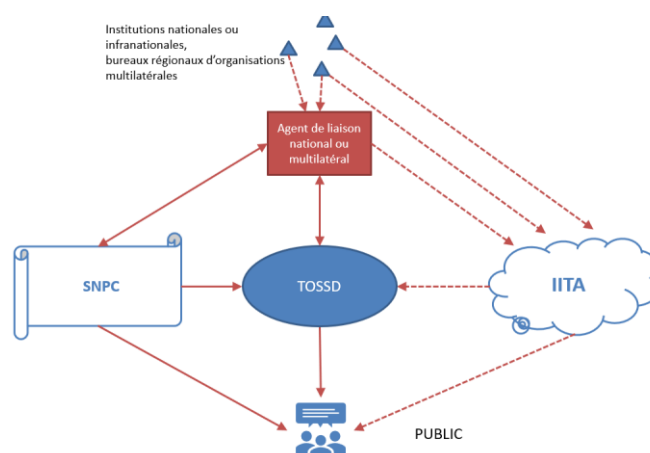 Institutions nationales ou
infranationales,
bureaux régionaux d'organisations
multilatérales
Agent de liaison
national ou
multilatéral
SNPC
TOSSD
IITA
PUBLIC